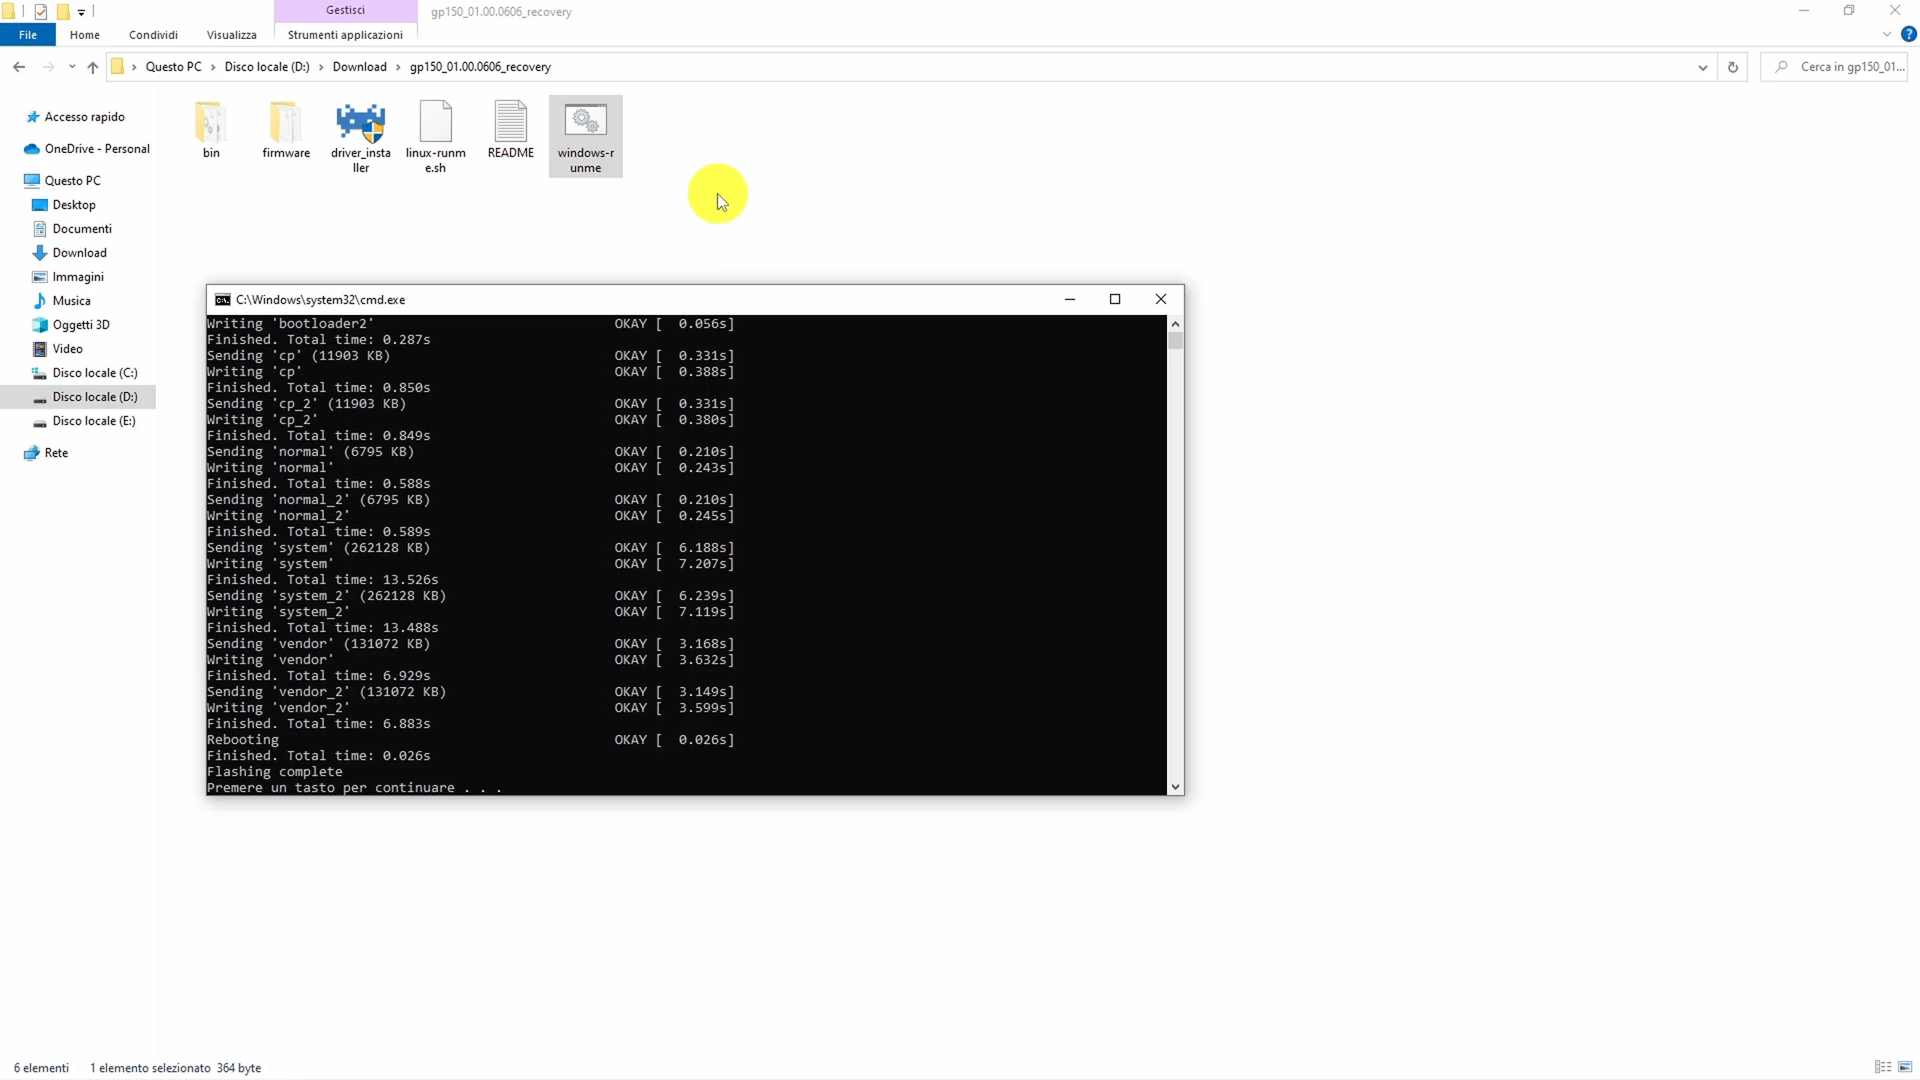 Gestisci
gp150_01.00.0606_recovery
File
Home
Condividi
Visualizza
Strumenti applicazioni
?
Questo PC
Disco locale (D:)
Download
gp150_01.00.0606_recovery
Cerca in gp150_01...
Accesso rapido
OneDrive - Personal
Questo PC
Desktop
Documenti
Download
Immagini
Musica
Oggetti 3D
Video
Disco locale (C:)
Disco locale (D:)
Disco locale (E:)
Rete
bin
firmware
driver_insta
ller
linux-runm
e.sh
README
windows-r
unme
C:\Windows\system32\cmd.exe
Writing 'bootloader2' OKAY [ 0.056s]
Finished. Total time: 0.287s
Sending 'cp' (11903 KB) OKAY [ 0.331s]
Writing 'cp' OKAY [ 0.388s]
Finished. Total time: 0.850s
Sending 'cp_2' (11903 KB) OKAY [ 0.331s]
Writing 'cp_2' OKAY [ 0.380s]
Finished. Total time: 0.849s
Sending 'normal' (6795 KB) OKAY [ 0.210s]
Writing 'normal' OKAY [ 0.243s]
Finished. Total time: 0.588s
Sending 'normal_2' (6795 KB) OKAY [ 0.210s]
Writing 'normal_2' OKAY [ 0.245s]
Finished. Total time: 0.589s
Sending 'system' (262128 KB) OKAY [ 6.188s]
Writing 'system' OKAY [ 7.207s]
Finished. Total time: 13.526s
Sending 'system_2' (262128 KB) OKAY [ 6.239s]
Writing 'system_2' OKAY [ 7.119s]
Finished. Total time: 13.488s
Sending 'vendor' (131072 KB) OKAY [ 3.168s]
Writing 'vendor' OKAY [ 3.632s]
Finished. Total time: 6.929s
Sending 'vendor_2' (131072 KB) OKAY [ 3.149s]
Writing 'vendor_2' OKAY [ 3.599s]
Finished. Total time: 6.883s
Rebooting OKAY [ 0.026s]
Finished. Total time: 0.026s
Flashing complete
Premere un tasto per continuare . . .
6 elementi 1 elemento selezionato 364 byte